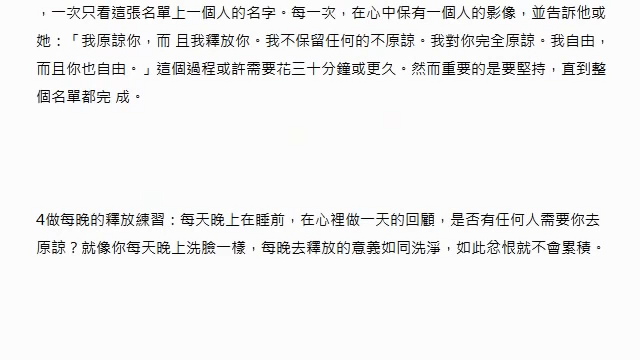 ，一次只看這張名單上一個人的名字。每一次，在心中保有一個人的影像，並告訴他或
她：「我原諒你，而 且我釋放你。我不保留任何的不原諒。我對你完全原諒。我自由，
而且你也自由。」這個過程或許需要花三十分鐘或更久。然而重要的是要堅持，直到整
個名單都完 成。
4做每晚的釋放練習：每天晚上在睡前，在心裡做一天的回顧，是否有任何人需要你去
原諒？就像你每天晚上洗臉一樣，每晚去釋放的意義如同洗淨，如此忿恨就不會累積。